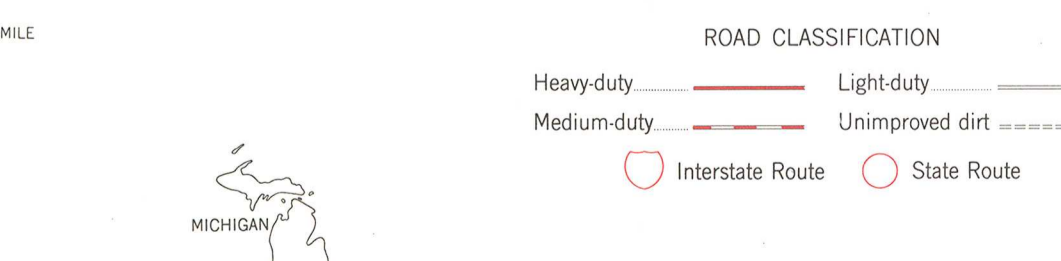 MILE
ROAD CLASSIFICATION
Heavy-duty
Light-duty
Medium-duty
Unimproved dirt
Interstate Route
State Route
MICHIGAN